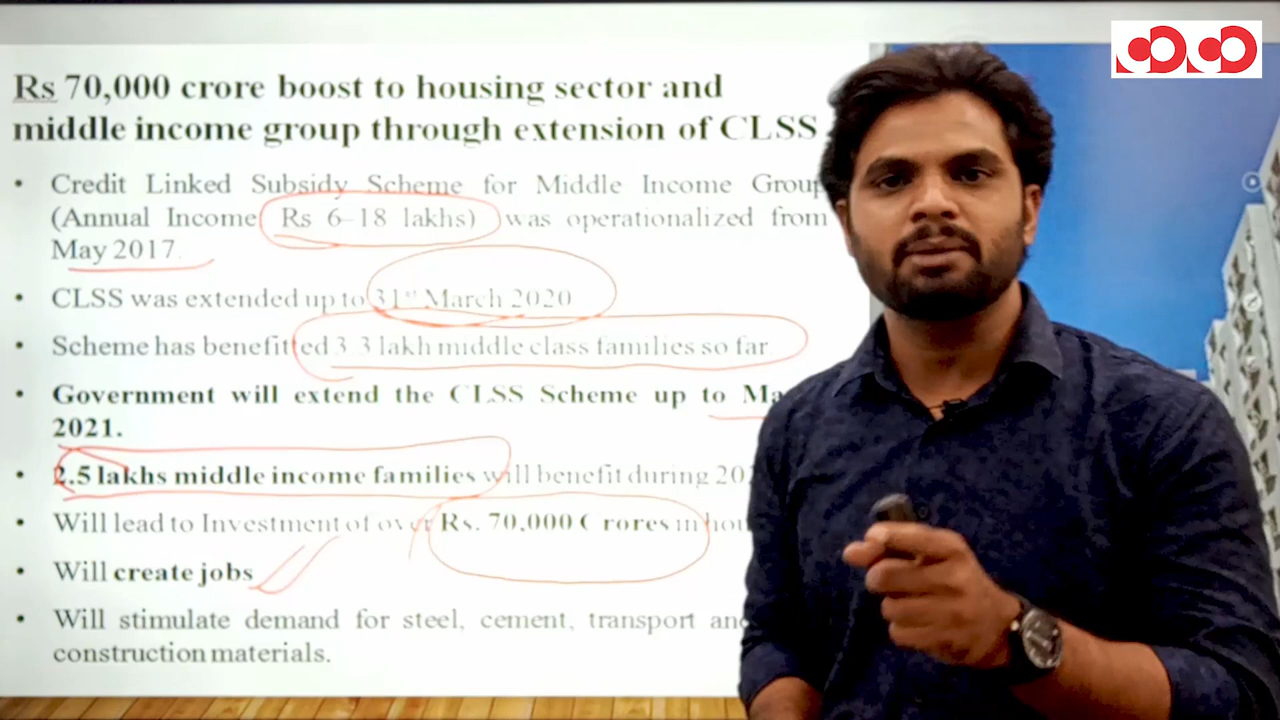 Rs 70,000 crore boost to housing sector and
middle income group through extension of CLSS
• Credit Linked Subsidy Scheme for Middle Income Group
(Annual Income Rs 6–18 lakhs) was operationalized from
May 2017.
• CLSS was extended up to 31st March 2020
• Scheme has benefitted 3.3 lakh middle class families so far
• Government will extend the CLSS Scheme up to
2021.
• 2.5 lakhs middle income families will benefit during
• Will lead to Investment of over Rs. 70,000 Crores in
• Will create jobs
• Will stimulate demand for steel, cement, transport and
construction materials.